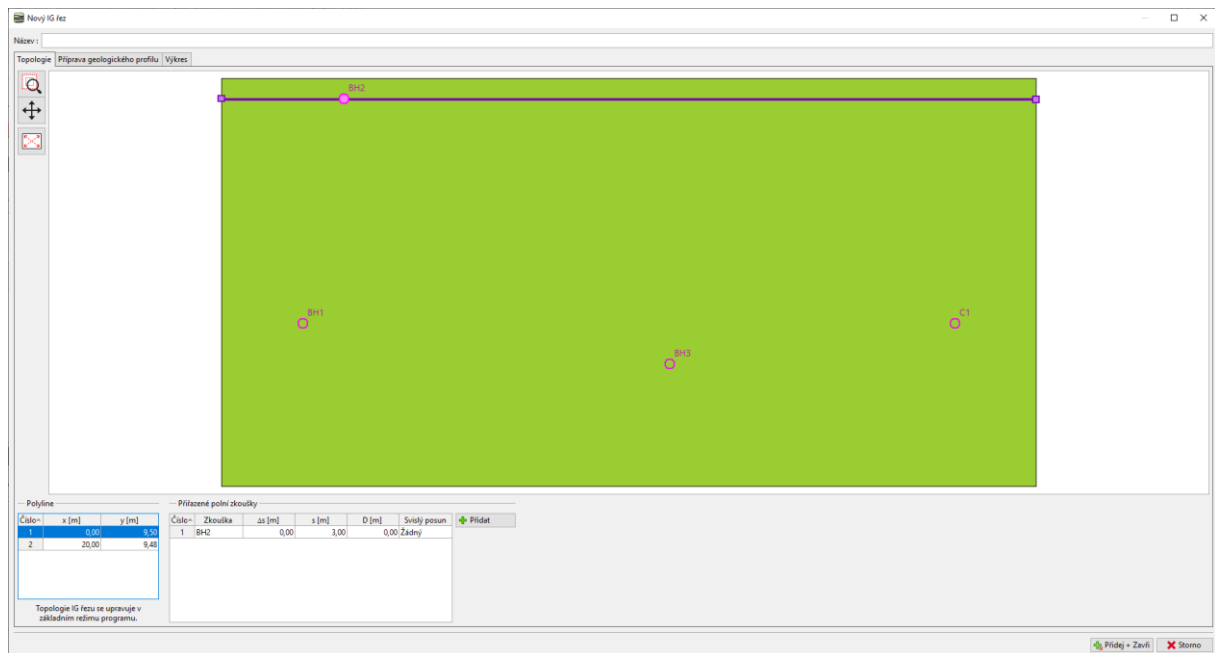 Nový IG řez
Název :
Topologie Příprava geologického profilu Výkres
BH2
BH1
C1
BH3
Polyline
Číslo x [m] y [m]
1 0,00 9,50
2 20,00 9,48
Topologie IG řezu se upravuje v
základním režimu programu.
Přiřazené polní zkoušky
Číslo Zkouška Δs [m] s [m] D [m] Svislý posun
1 BH2 0,00 3,00 0,00 Žádný
Přidat
Přidej + Zavři Storno